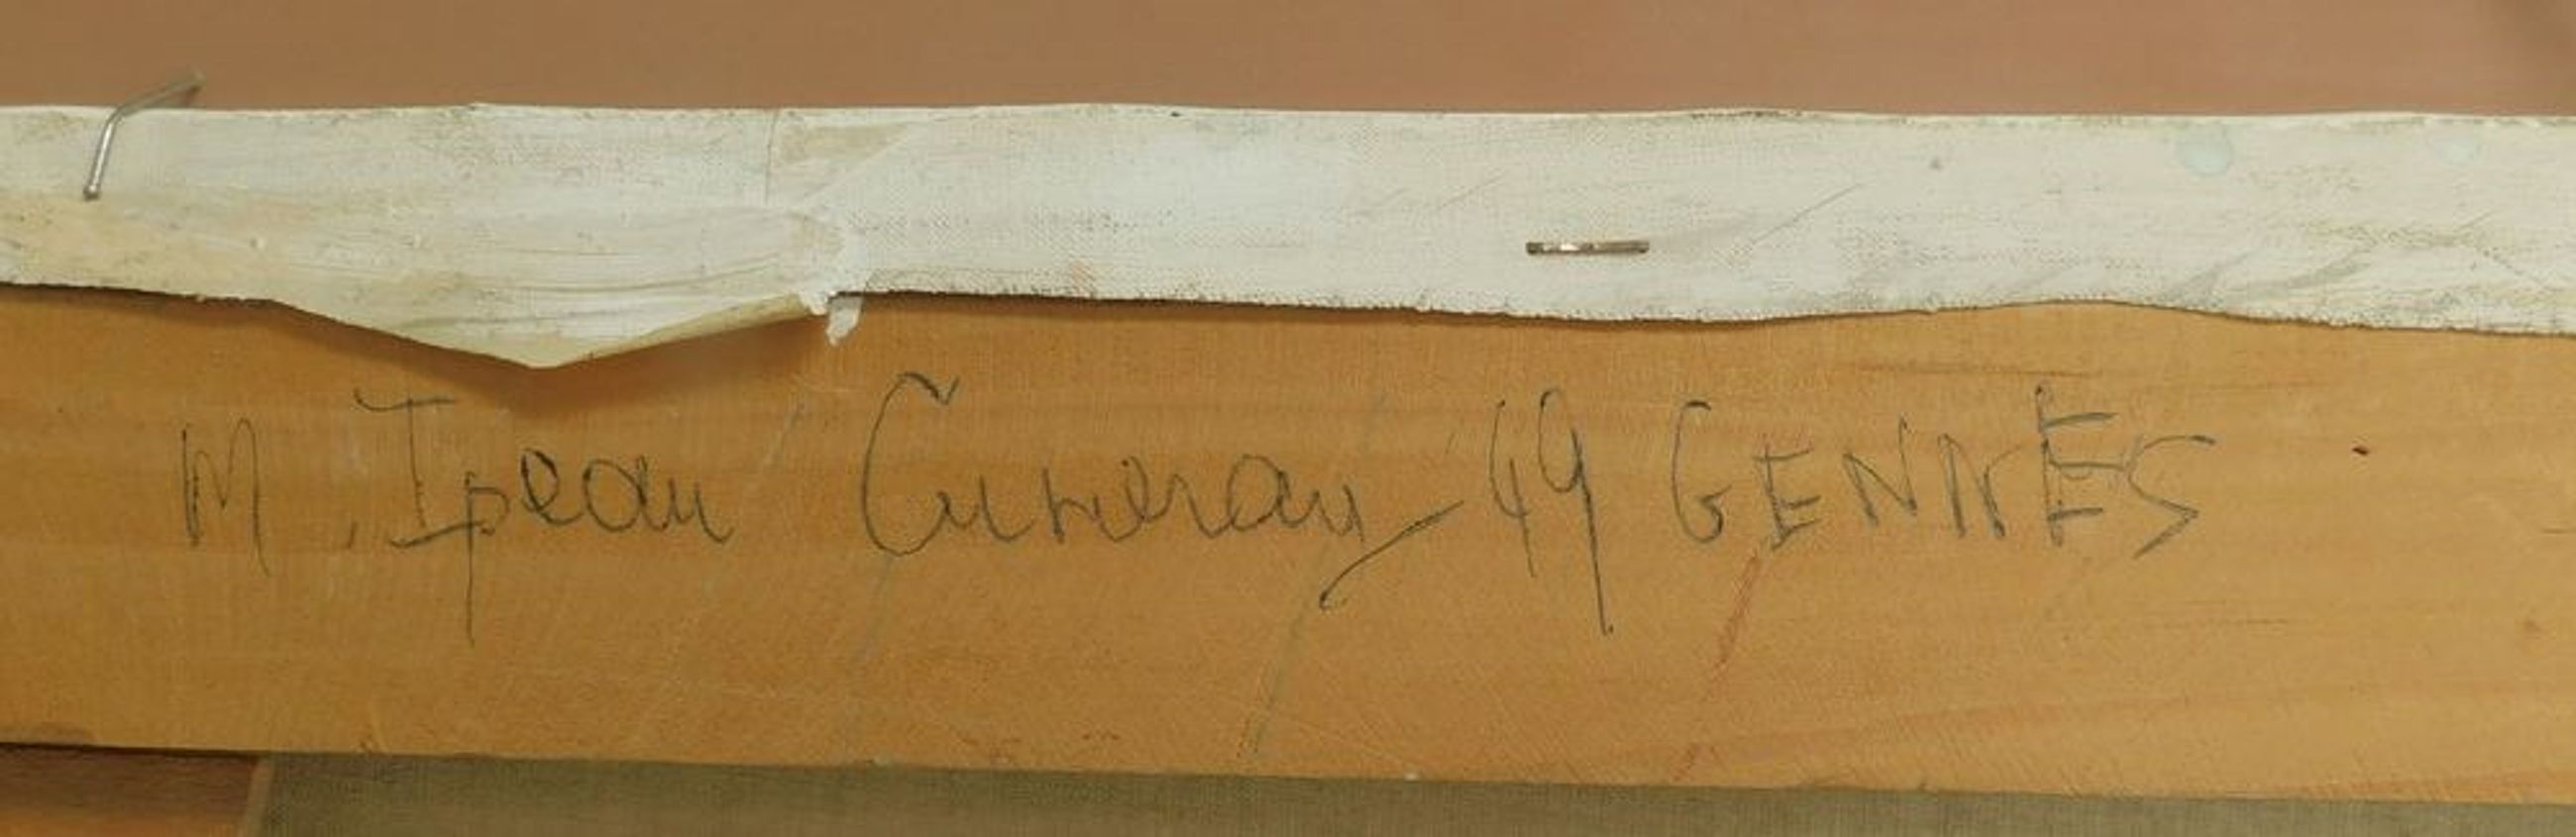 M. Ipeau Cunerau - 49 GENNES